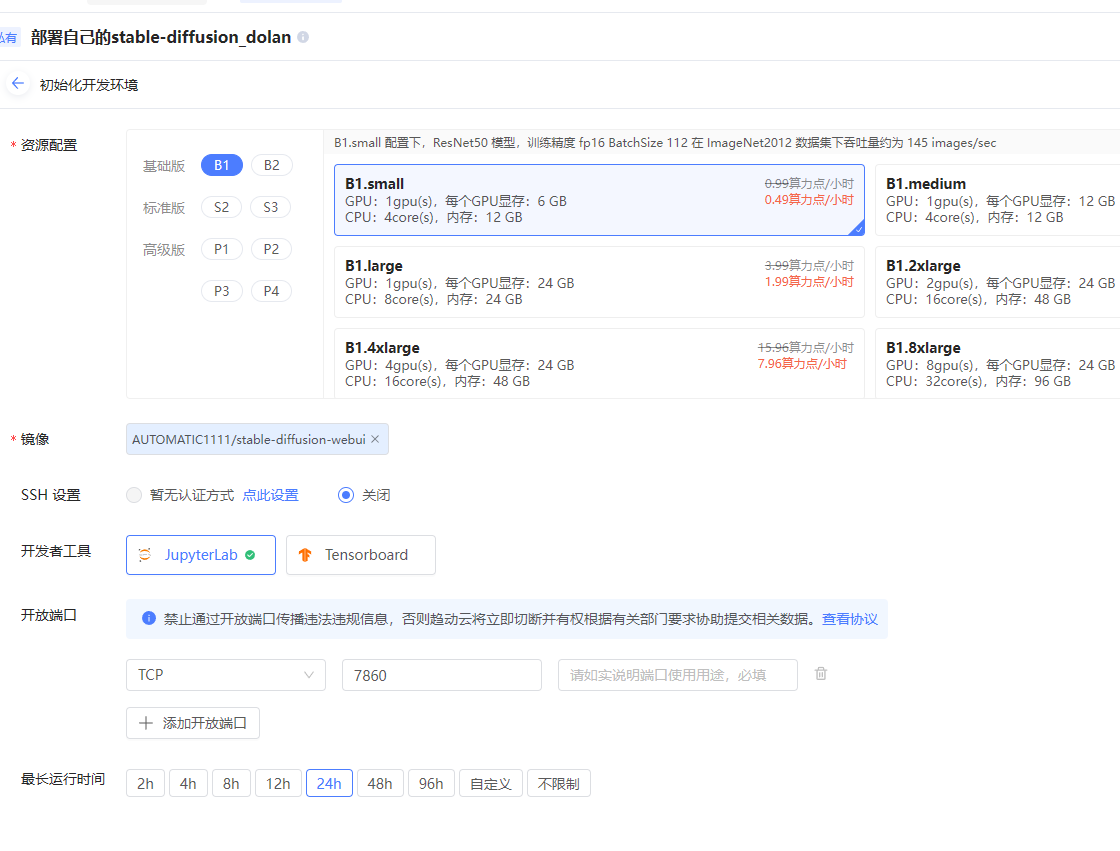 私有 部署自己的stable-diffusion_dolan
初始化开发环境
* 资源配置
基础版 B1 B2
标准版 S2 S3
高级版 P1 P2
P3 P4
B1.small 配置下，ResNet50 模型，训练精度 fp16 BatchSize 112 在 ImageNet2012 数据集下吞吐量约为 145 images/sec
B1.small 0.99算力点/小时
GPU：1gpu(s)，每个GPU显存：6 GB 0.49算力点/小时
CPU：4core(s)，内存：12 GB
B1.medium
GPU：1gpu(s)，每个GPU显存：12 GB
CPU：4core(s)，内存：12 GB
B1.large 3.99算力点/小时
GPU：1gpu(s)，每个GPU显存：24 GB 1.99算力点/小时
CPU：8core(s)，内存：24 GB
B1.2xlarge
GPU：2gpu(s)，每个GPU显存：24 GB
CPU：16core(s)，内存：48 GB
B1.4xlarge 15.96算力点/小时
GPU：4gpu(s)，每个GPU显存：24 GB 7.96算力点/小时
CPU：16core(s)，内存：48 GB
B1.8xlarge
GPU：8gpu(s)，每个GPU显存：24 GB
CPU：32core(s)，内存：96 GB
* 镜像 AUTOMATIC1111/stable-diffusion-webui ×
SSH 设置 暂无认证方式 点此设置 关闭
开发者工具 JupyterLab Tensorboard
开放端口 禁止通过开放端口传播违法违规信息，否则趋动云将立即切断并有权根据有关部门要求协助提交相关数据。查看协议
TCP 7860 请如实说明端口使用用途，必填
+ 添加开放端口
最长运行时间 2h 4h 8h 12h 24h 48h 96h 自定义 不限制